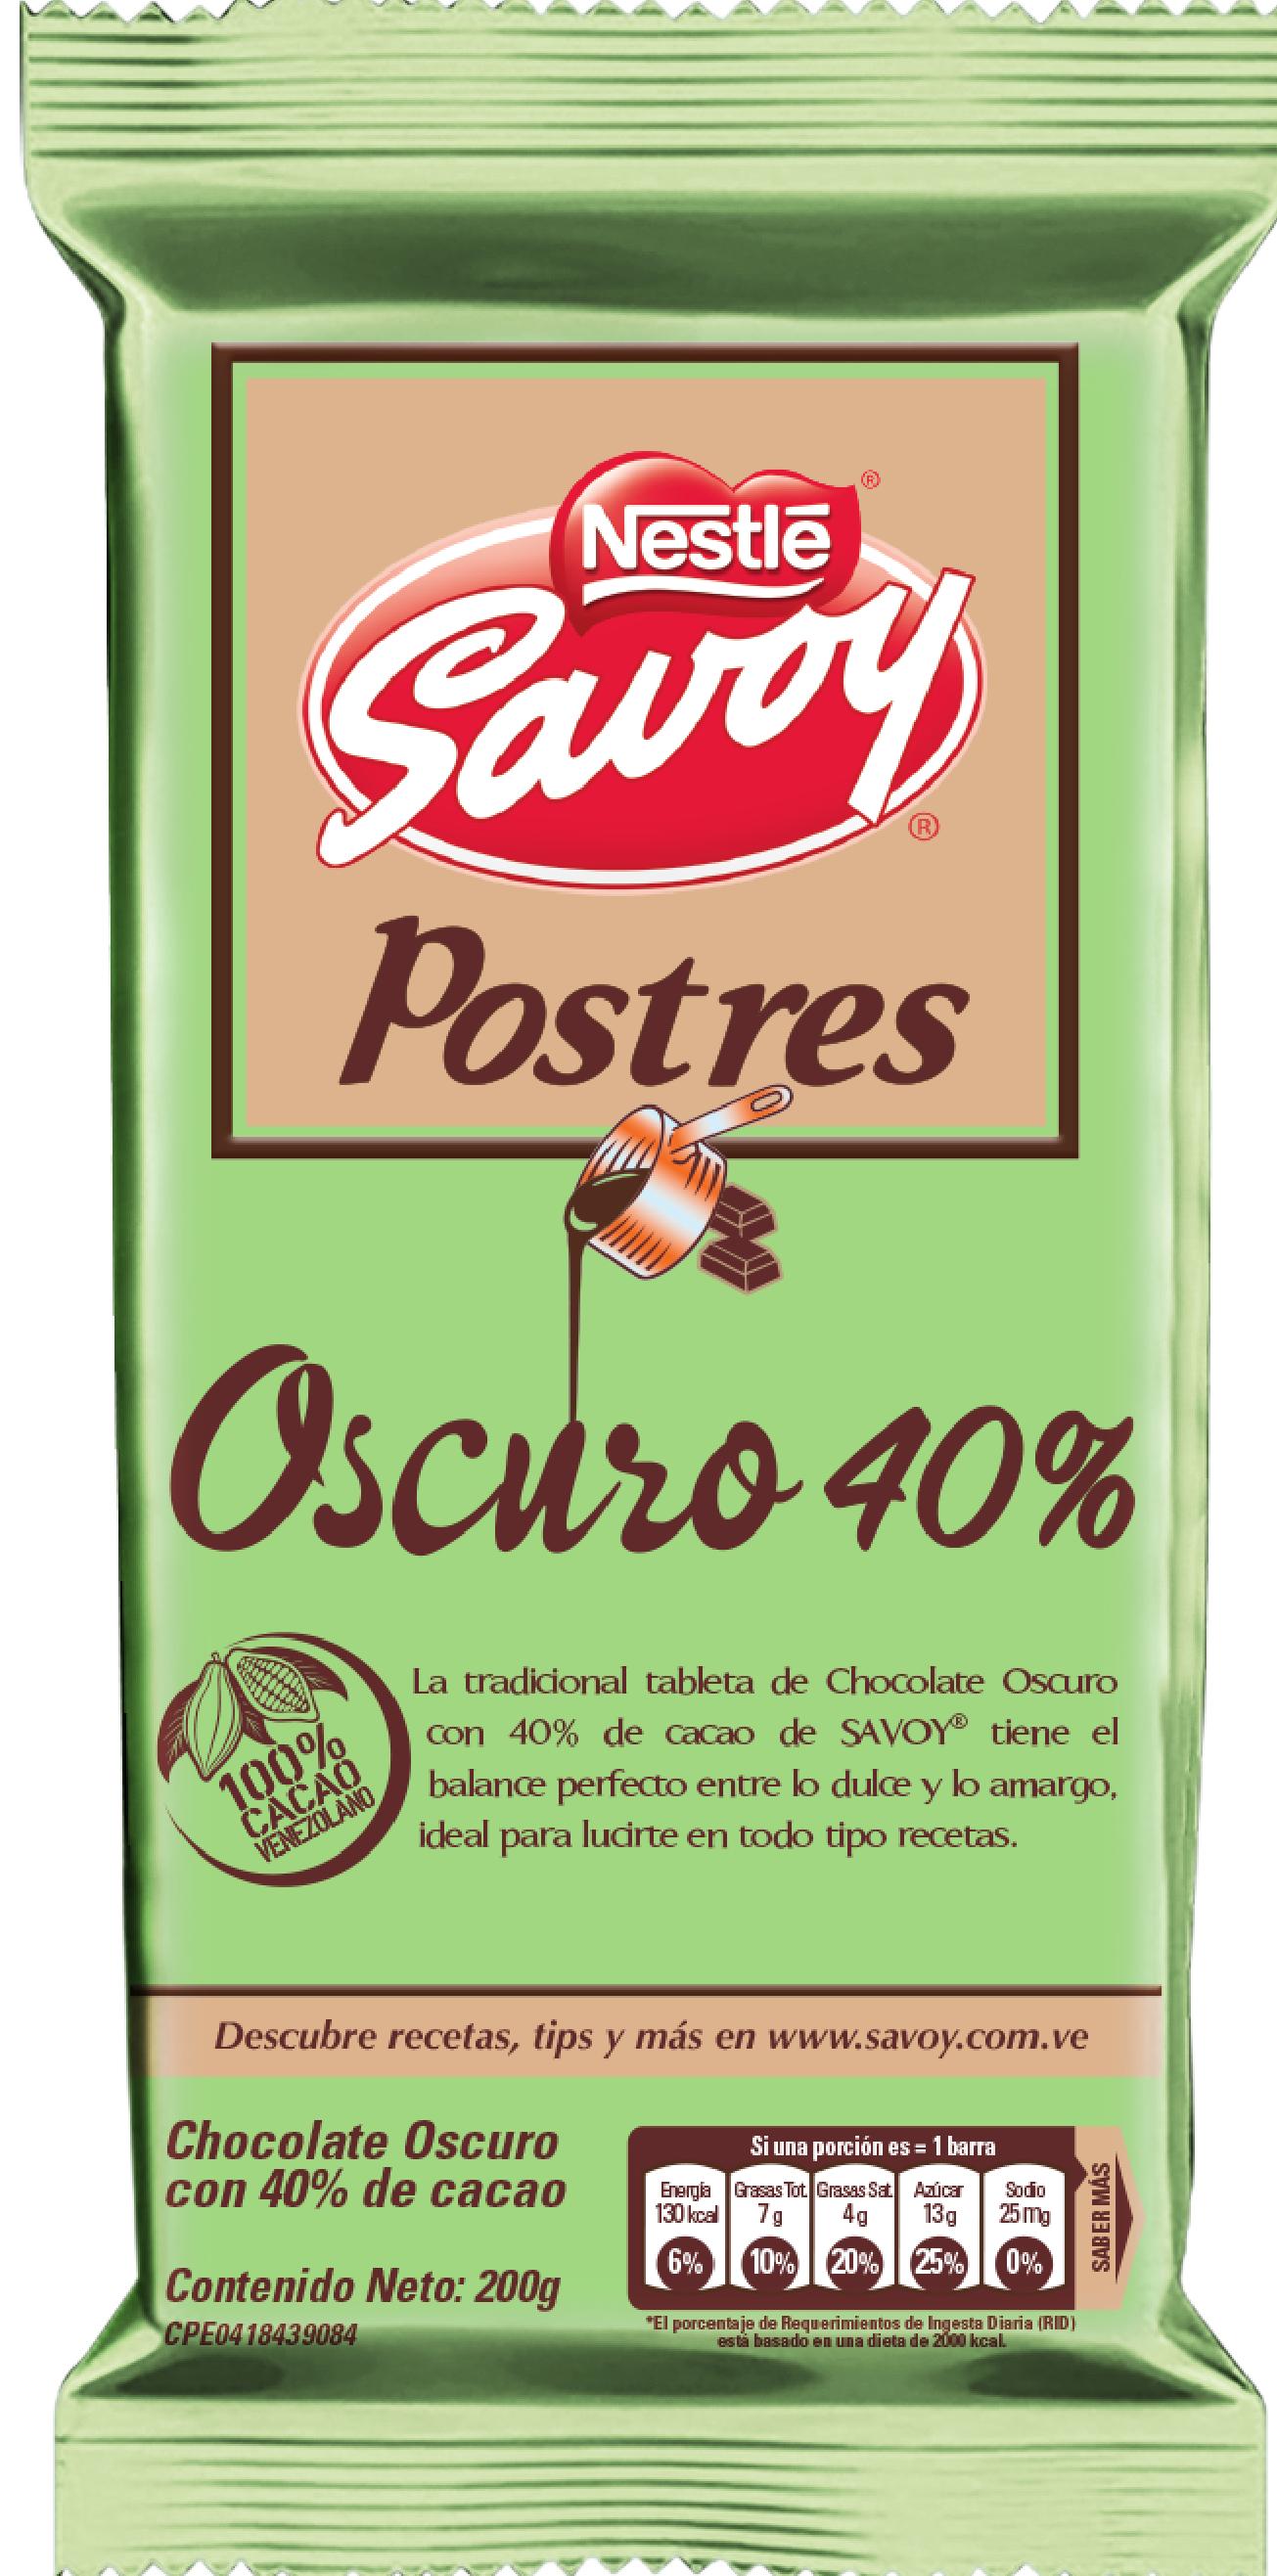 Nestlé
®
Savoy
®
Postres
Oscuro 40%
100%
CACAO
VENEZOLANO
La tradicional tableta de Chocolate Oscuro
con 40% de cacao de SAVOY® tiene el
balance perfecto entre lo dulce y lo amargo,
ideal para lucirte en todo tipo recetas.
Descubre recetas, tips y más en www.savoy.com.ve
Chocolate Oscuro
con 40% de cacao
Contenido Neto: 200g
CPE0418439084
Si una porción es = 1 barra
Energía Grasas Tot. Grasas Sat. Azúcar Sodio
130 kcal 7 g 4 g 13 g 25 mg
6% 10% 20% 25% 0%
SABER MÁS
*El porcentaje de Requerimientos de Ingesta Diaria (RID)
está basado en una dieta de 2000 kcal.